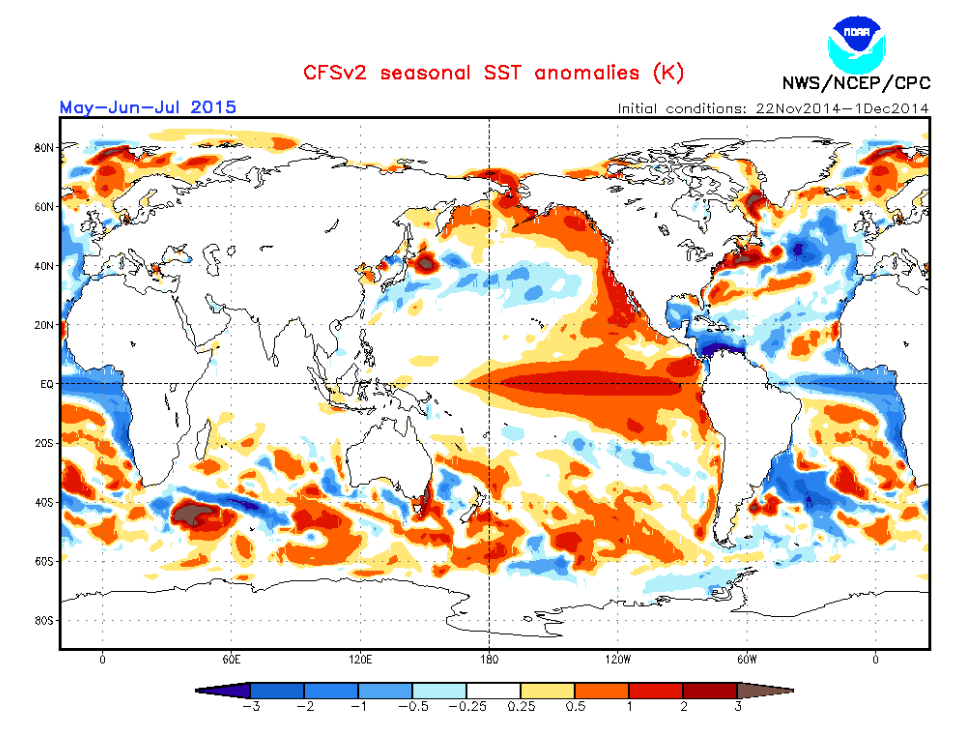 NOAA
CFSv2 seasonal SST anomalies (K)
NWS/NCEP/CPC
May-Jun-Jul 2015
Initial conditions: 22Nov2014-1Dec2014
80N
60N
40N
20N
EQ
20S
40S
60S
80S
0 60E 120E 180 120W 60W 0
-3 -2 -1 -0.5 -0.25 0.25 0.5 1 2 3